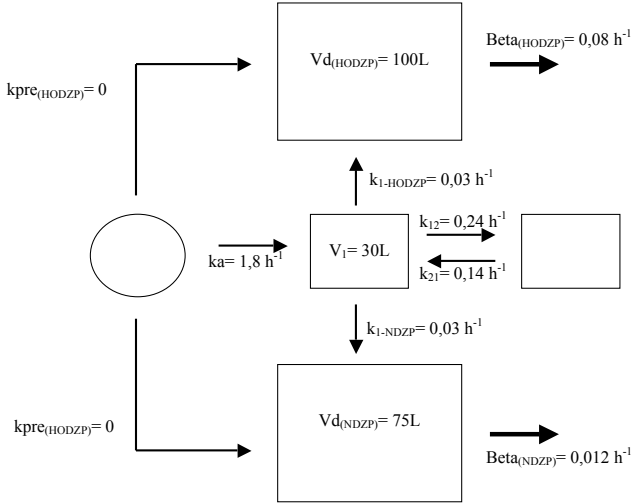 Beta(HODZP)= 0,08 h-1
Vd(HODZP)= 100L
kpre(HODZP)= 0
k1-HODZP= 0,03 h-1
k12= 0,24 h-1
ka= 1,8 h-1
V1= 30L
k21= 0,14 h-1
k1-NDZP= 0,03 h-1
Vd(NDZP)= 75L
kpre(HODZP)= 0
Beta(NDZP)= 0,012 h-1